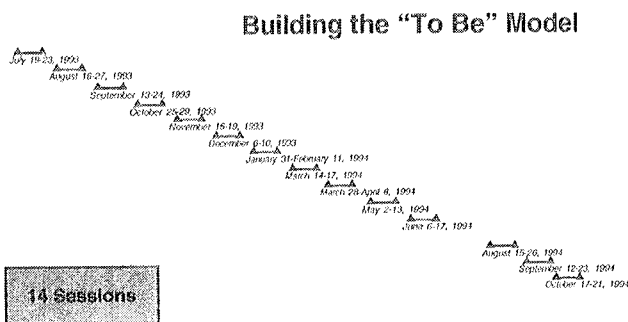 Building the “To Be” Model
July 19-23, 1993
August 16-27, 1993
September 13-24, 1993
October 25-29, 1993
November 16-19, 1993
December 6-10, 1993
January 31-February 11, 1994
March 14-17, 1994
March 28-April 8, 1994
May 2-13, 1994
June 6-17, 1994
August 15-26, 1994
September 12-23, 1994
October 17-21, 1994
14 Sessions